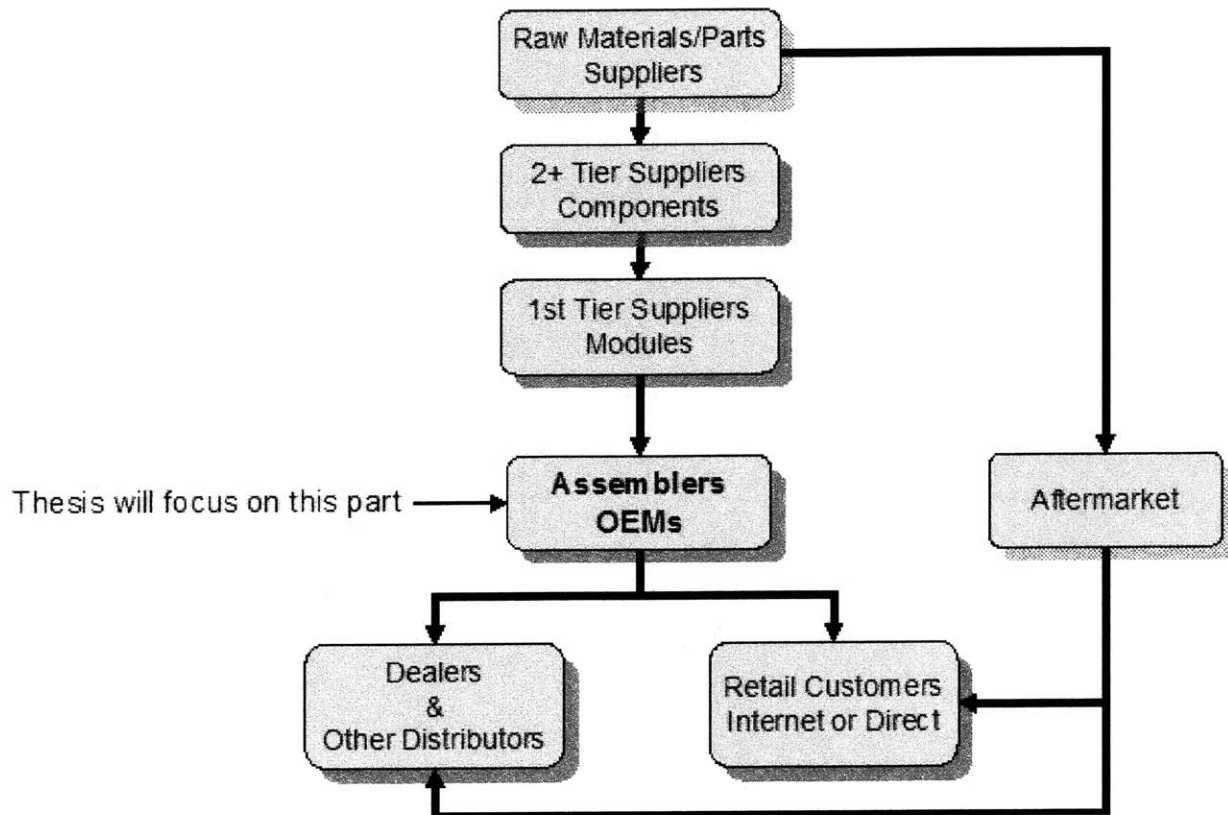 Raw Materials/Parts
Suppliers
2+ Tier Suppliers
Components
1st Tier Suppliers
Modules
Thesis will focus on this part
Assemblers
OEMs
Aftermarket
Dealers
&
Other Distributors
Retail Customers
Internet or Direct